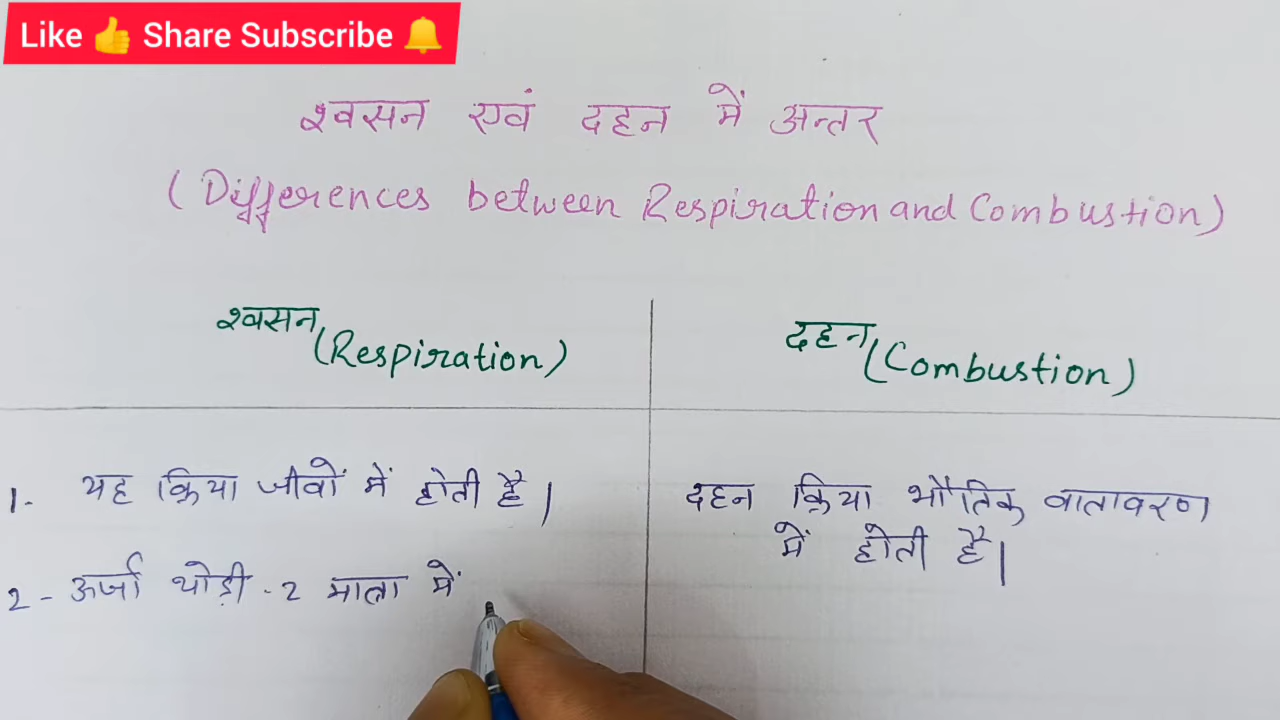 Like 👍 Share Subscribe 🔔
श्वसन एवं दहन में अन्तर
(Differences between Respiration and Combustion)
श्वसन (Respiration)
दहन (Combustion)
1. यह क्रिया जीवों में होती है।
दहन क्रिया भौतिक वातावरण
में होती है।
2 - ऊर्जा थोड़ी-2 मात्रा में